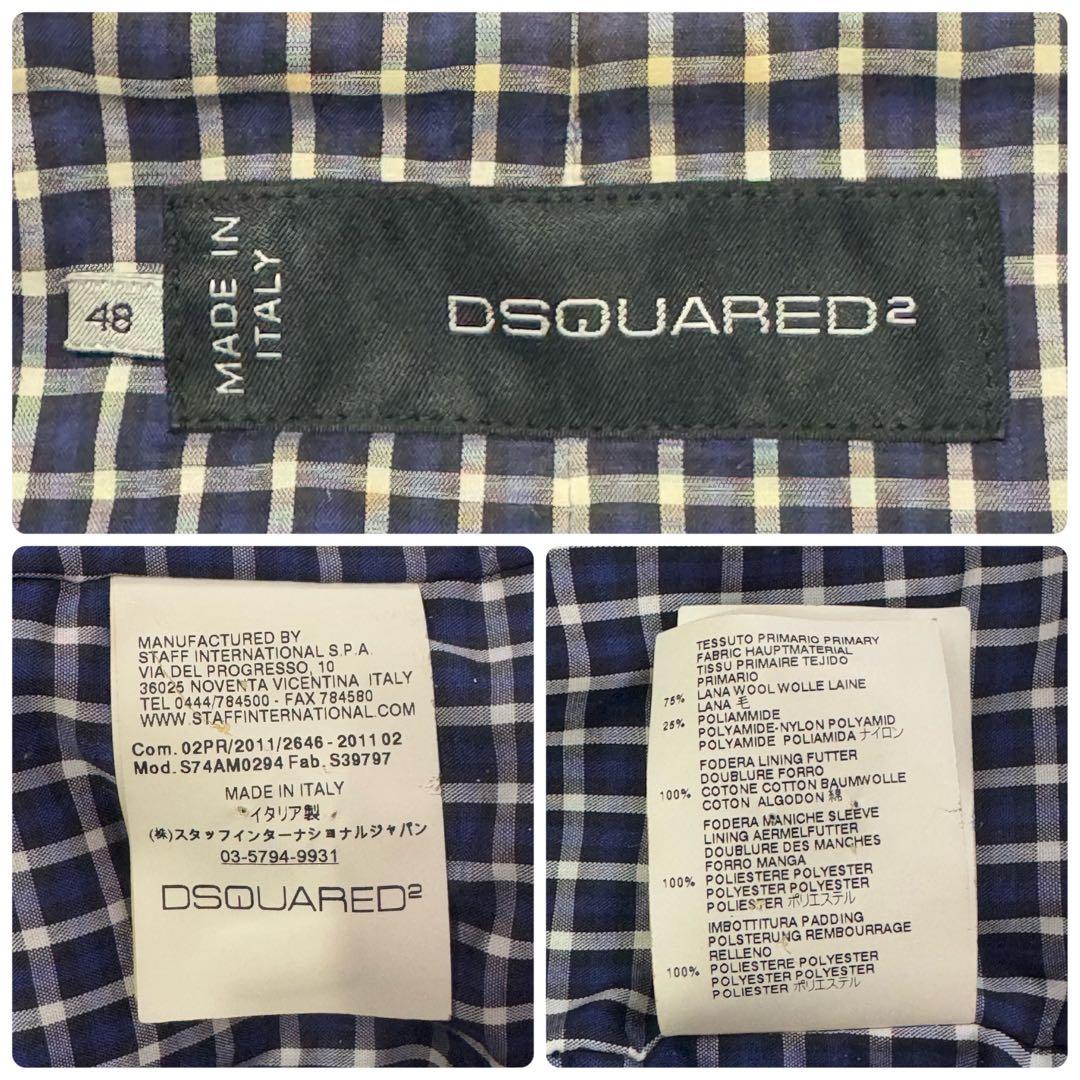 48
MADE IN
ITALY
DSQUARED2
MANUFACTURED BY
STAFF INTERNATIONAL S.P.A.
VIA DEL PROGRESSO, 10
36025 NOVENTA VICENTINA ITALY
TEL 0444/784500 - FAX 784580
WWW.STAFFINTERNATIONAL.COM
Com. 02PR/2011/2646 - 2011 02
Mod. S74AM0294 Fab. S39797
MADE IN ITALY
イタリア製
(株)スタッフインターナショナルジャパン
03-5794-9931
DSQUARED2
TESSUTO PRIMARIO PRIMARY
FABRIC HAUPTMATERIAL
TISSU PRIMAIRE TEJIDO
PRIMARIO
75% LANA WOOL WOLLE LAINE
LANA 毛
25% POLIAMMIDE
POLYAMIDE-NYLON POLYAMID
POLYAMIDE POLIAMIDA ナイロン
FODERA LINING FUTTER
DOUBLURE FORRO
100% COTONE COTTON BAUMWOLLE
COTON ALGODON 綿
FODERA MANICHE SLEEVE
LINING AERMELFUTTER
DOUBLURE DES MANCHES
FORRO MANGA
100% POLIESTERE POLYESTER
POLYESTER POLYESTER
POLIESTER ポリエステル
IMBOTTITURA PADDING
POLSTERUNG REMBOURRAGE
RELLENO
100% POLIESTERE POLYESTER
POLYESTER POLYESTER
POLIESTER ポリエステル